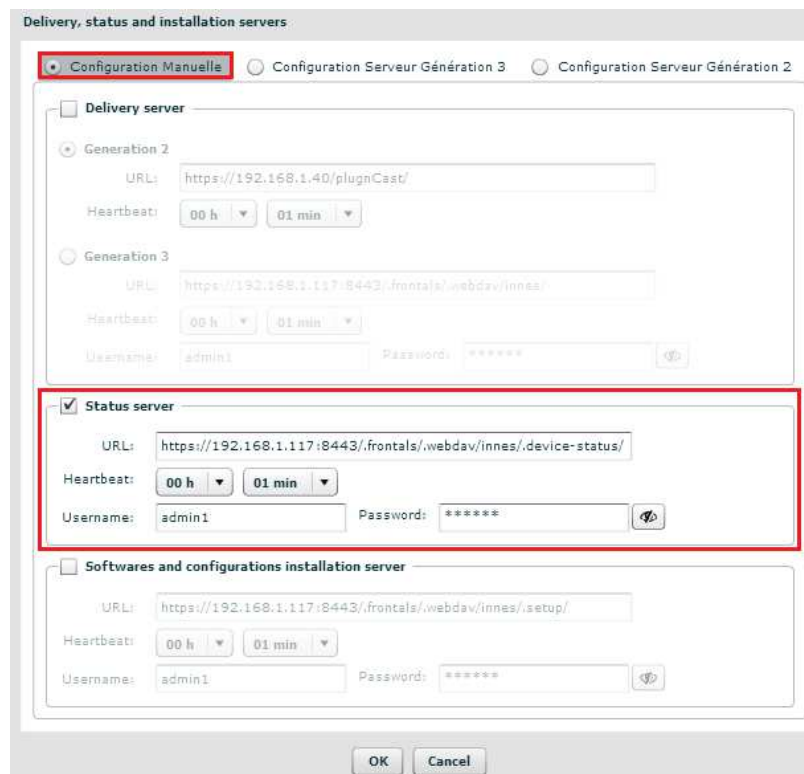 Delivery, status and installation servers
Configuration Manuelle Configuration Serveur Génération 3 Configuration Serveur Génération 2
Delivery server
Generation 2
URL: https://192.168.1.40/plugnCast/
Heartbeat: 00 h 01 min
Generation 3
URL: https://192.168.1.117:8443/.frontals/.webdav/innes/
Heartbeat: 00 h 01 min
Username: admin1 Password: ******
Status server
URL: https://192.168.1.117:8443/.frontals/.webdav/innes/.device-status/
Heartbeat: 00 h 01 min
Username: admin1 Password: ******
Softwares and configurations installation server
URL: https://192.168.1.117:8443/.frontals/.webdav/innes/.setup/
Heartbeat: 00 h 01 min
Username: admin1 Password: ******
OK Cancel